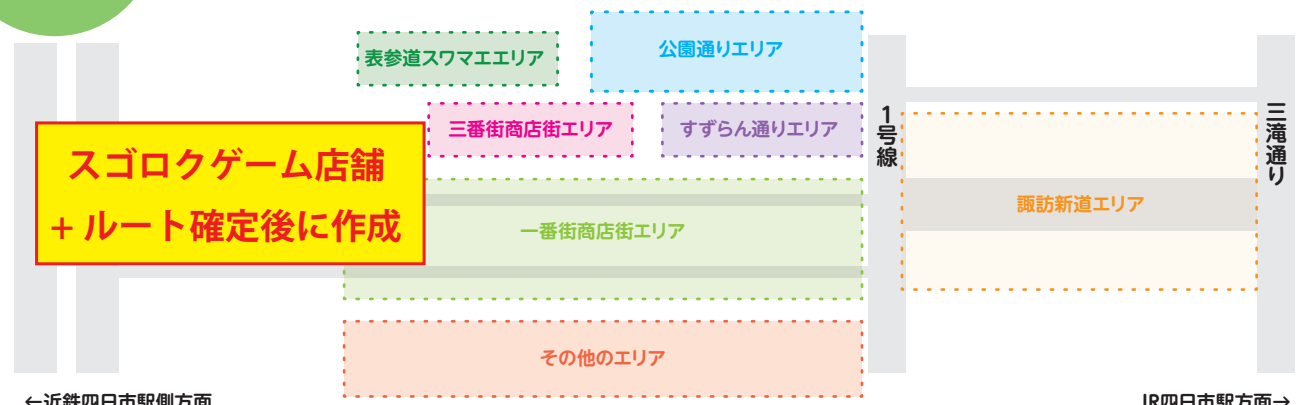 表参道スワマエエリア
公園通りエリア
三番街商店街エリア
すずらん通りエリア
1号線
三滝通り
スゴロクゲーム店舗
+ ルート確定後に作成
一番街商店街エリア
諏訪新道エリア
その他のエリア
←近鉄四日市駅側方面
JR四日市駅方面→